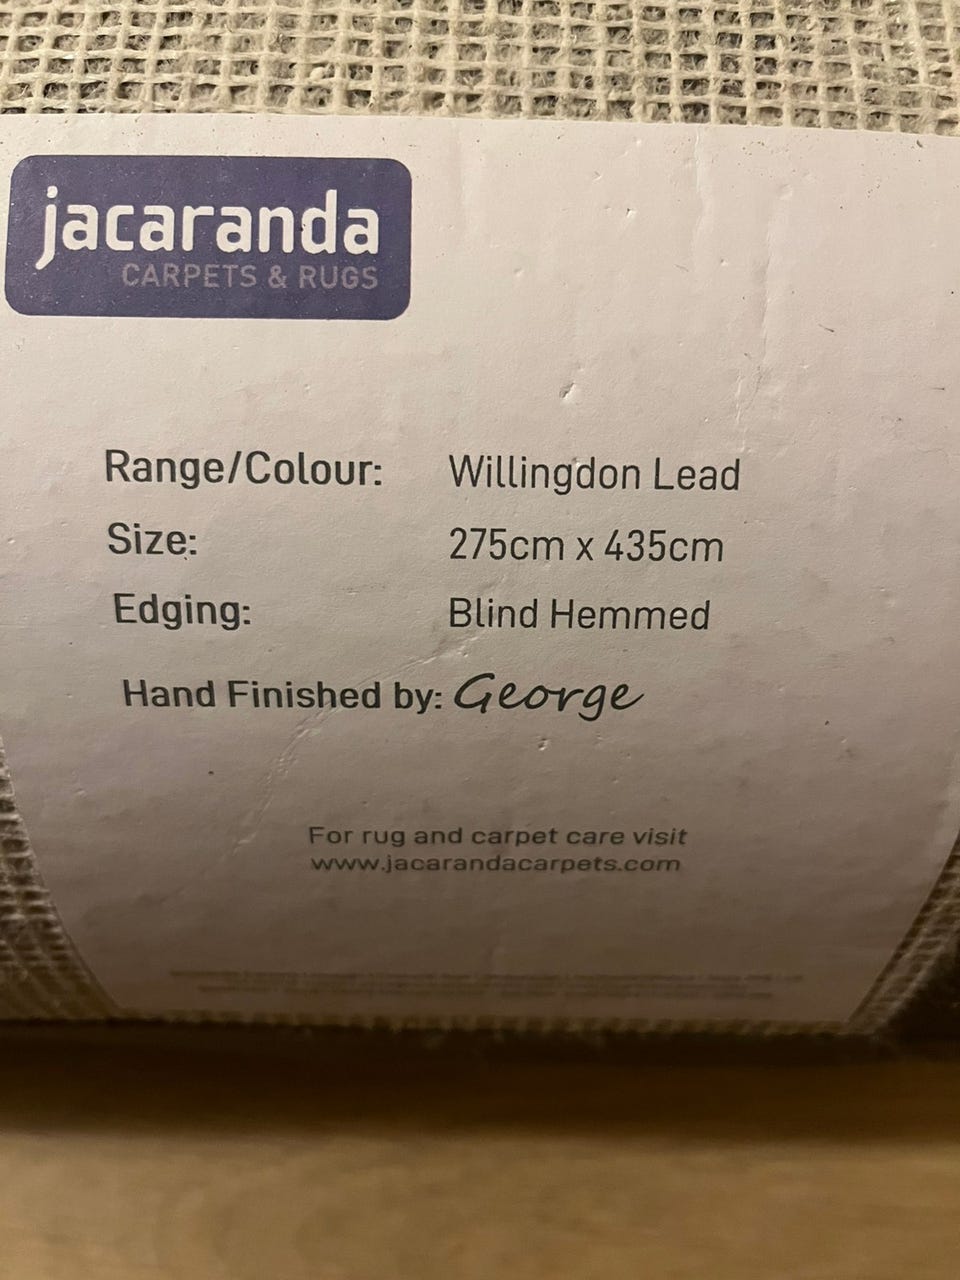 jacaranda
CARPETS & RUGS
Range/Colour: Willingdon Lead
Size: 275cm x 435cm
Edging: Blind Hemmed
Hand Finished by: George
For rug and carpet care visit
www.jacarandacarpets.com